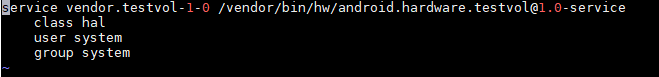 service vendor.testvol-1-0 /vendor/bin/hw/android.hardware.testvol@1.0-service
class hal
user system
group system
~